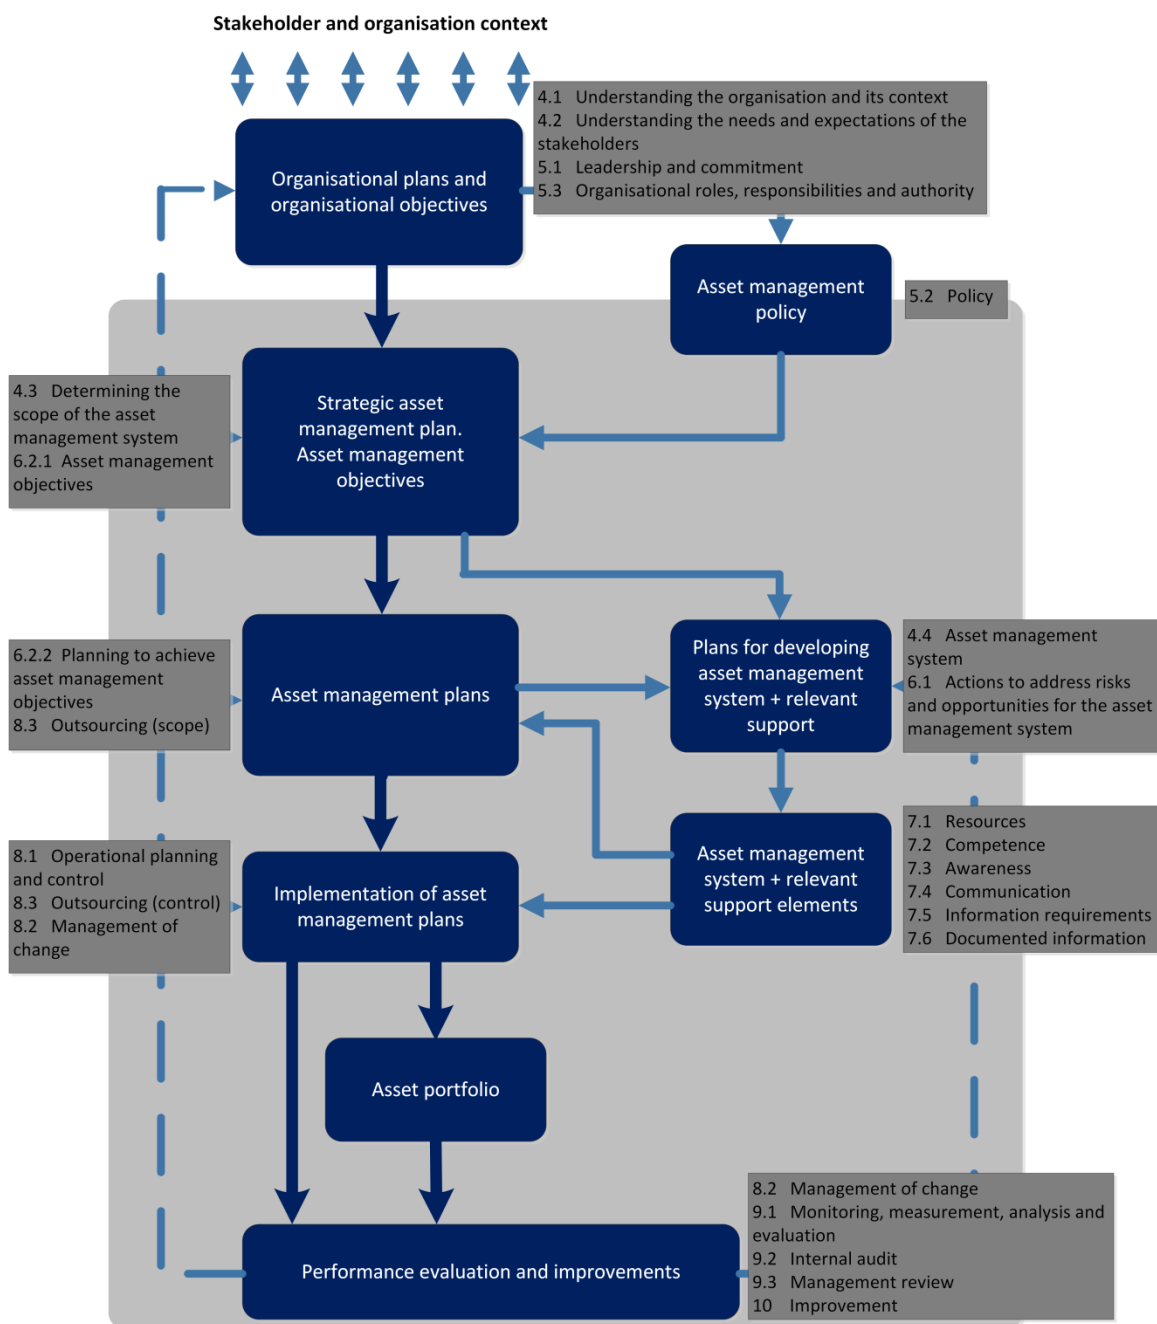 Stakeholder and organisation context
4.1 Understanding the organisation and its context
4.2 Understanding the needs and expectations of the
stakeholders
5.1 Leadership and commitment
5.3 Organisational roles, responsibilities and authority
Organisational plans and
organisational objectives
Asset management
policy
5.2 Policy
4.3 Determining the
scope of the asset
management system
6.2.1 Asset management
objectives
Strategic asset
management plan.
Asset management
objectives
6.2.2 Planning to achieve
asset management
objectives
8.3 Outsourcing (scope)
Asset management plans
Plans for developing
asset management
system + relevant
support
4.4 Asset management
system
6.1 Actions to address risks
and opportunities for the asset
management system
8.1 Operational planning
and control
8.3 Outsourcing (control)
8.2 Management of
change
Implementation of asset
management plans
Asset management
system + relevant
support elements
7.1 Resources
7.2 Competence
7.3 Awareness
7.4 Communication
7.5 Information requirements
7.6 Documented information
Asset portfolio
Performance evaluation and improvements
8.2 Management of change
9.1 Monitoring, measurement, analysis and
evaluation
9.2 Internal audit
9.3 Management review
10 Improvement